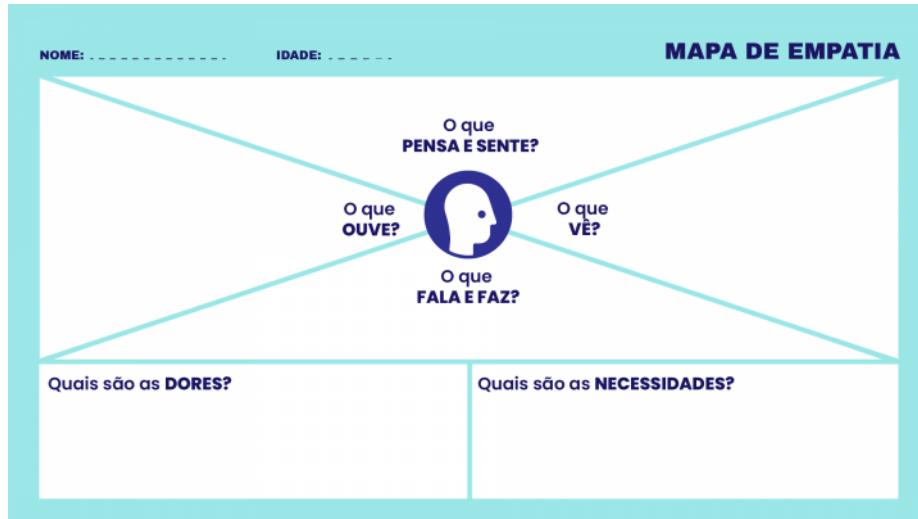 NOME: _ _ _ _ _ _ _ _ _ _ _ _ _ IDADE: _ _ _ _ _ _ MAPA DE EMPATIA
O que
PENSA E SENTE?
O que
OUVE?
O que
VÊ?
O que
FALA E FAZ?
Quais são as DORES?
Quais são as NECESSIDADES?